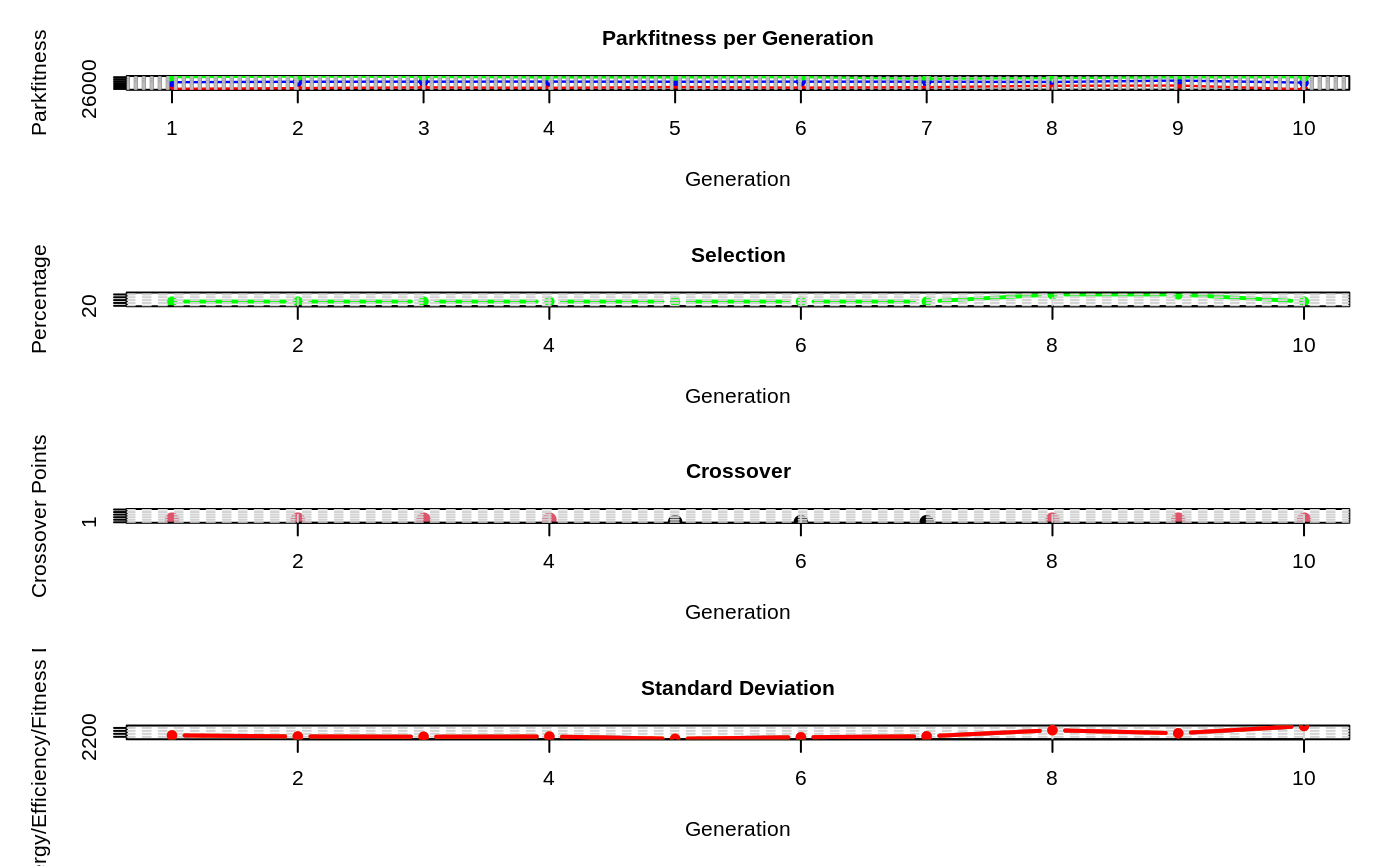 Parkfitness per Generation
Parkfitness
26000
1 2 3 4 5 6 7 8 9 10
Generation
Selection
Percentage
20
2 4 6 8 10
Generation
Crossover
Crossover Points
1
2 4 6 8 10
Generation
Standard Deviation
rgy/Efficiency/Fitness I
2200
2 4 6 8 10
Generation